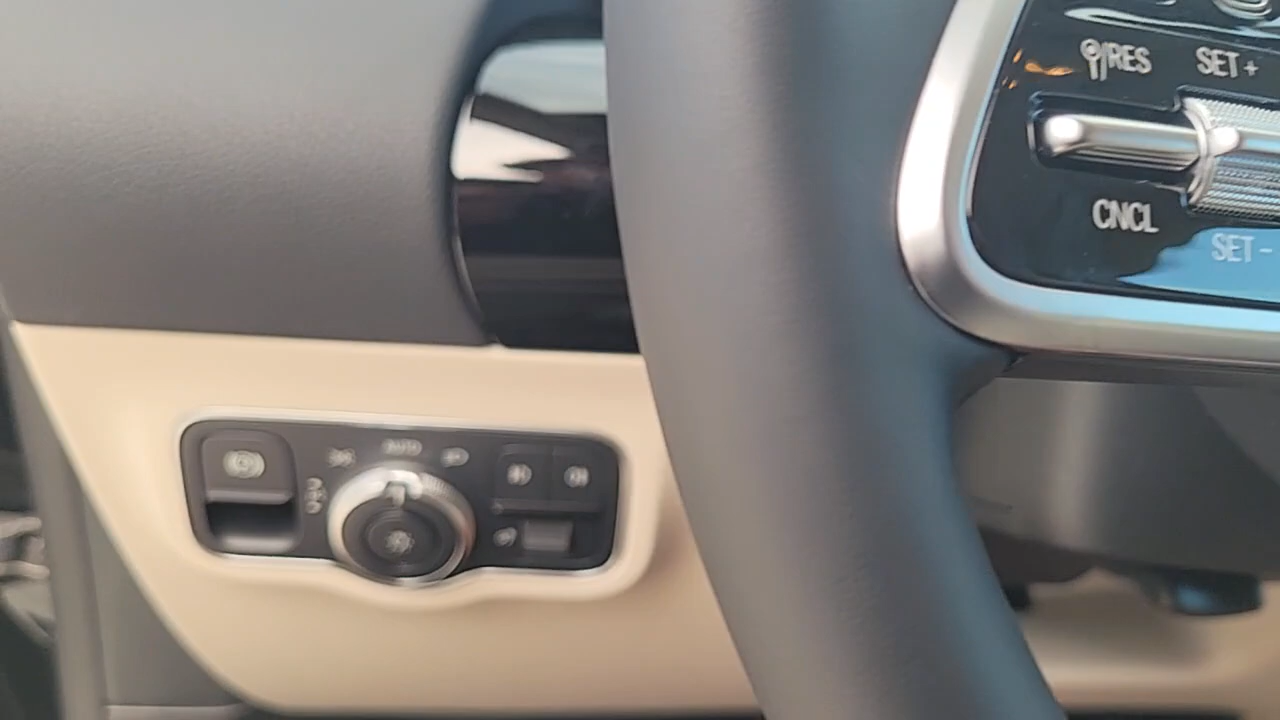 /RES SET +
CNCL
SET -
AUTO